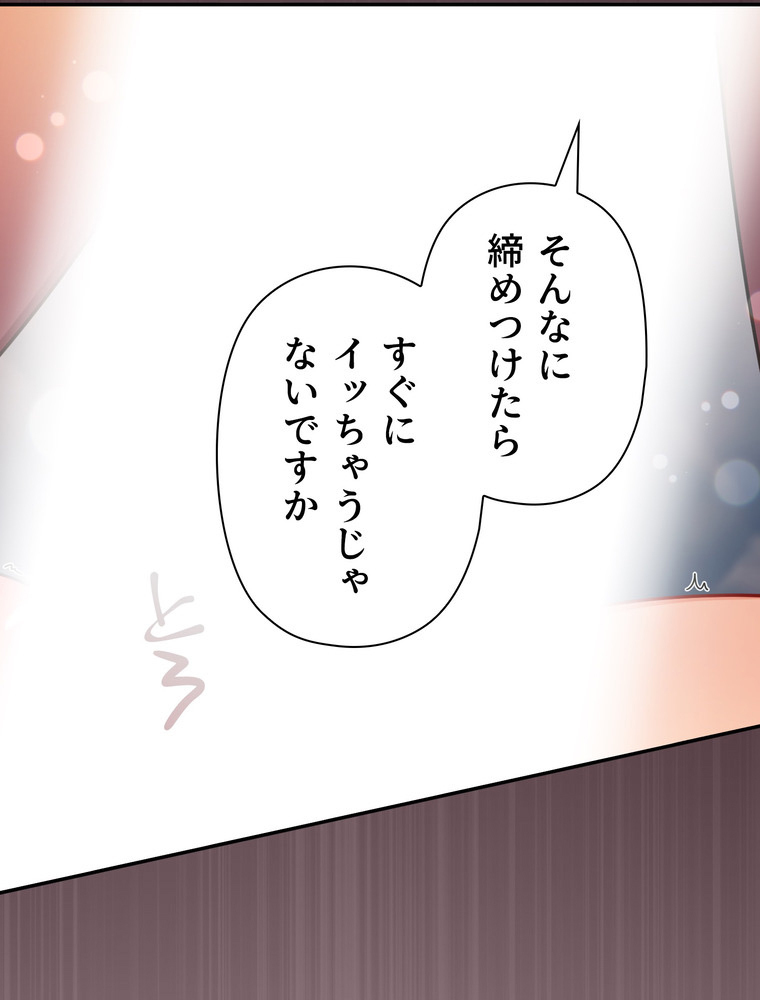 そんなに
締めつけたら
すぐに
イッちゃうじゃ
ないですか
とろ